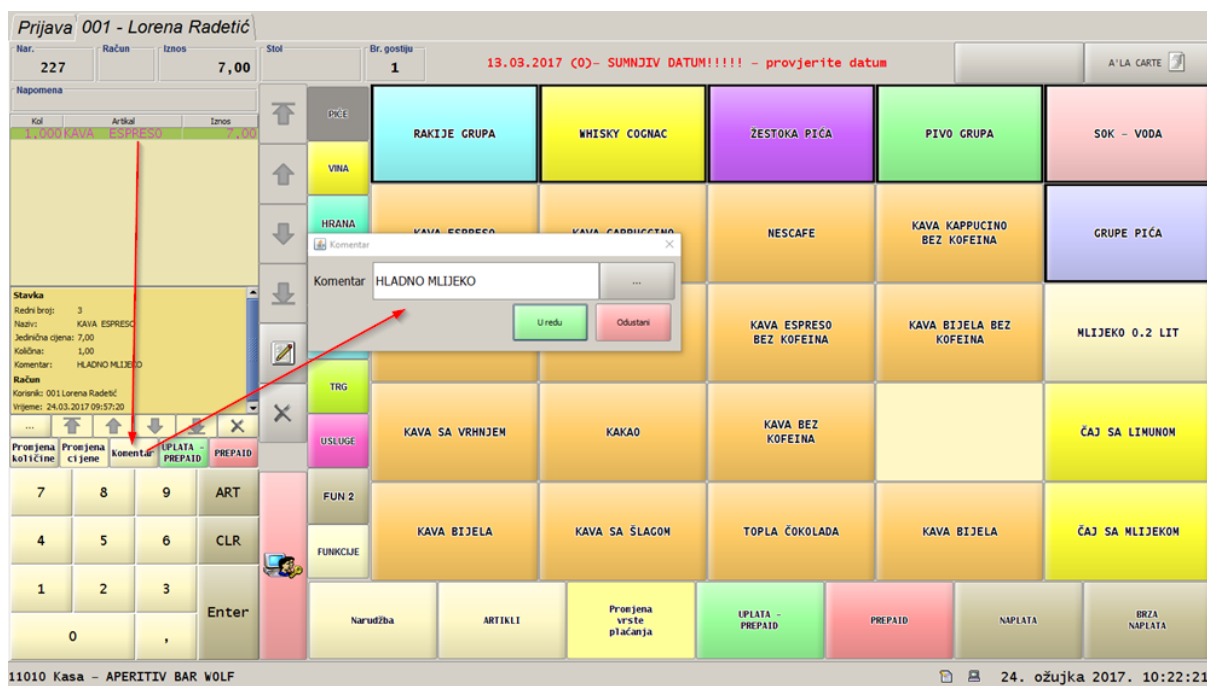 Prijava 001 - Lorena Radetić
Nar. Račun Iznos Stol Br. gostiju
227 7,00 1
13.03.2017 (0)- SUMNJIV DATUM!!!!! - provjerite datum
A'LA CARTE
Napomena
Kol Artikal Iznos
1,000 KAVA ESPRESO 7,00
PIĆE
RAKIJE GRUPA
WHISKY COGNAC
ŽESTOKA PIĆA
PIVO GRUPA
SOK - VODA
VINA
HRANA
KAVA ESPRESO
KAVA CAPPUCCINO
NESCAFE
KAVA KAPPUCINO
BEZ KOFEINA
GRUPE PIĆA
Komentar
Komentar HLADNO MLIJEKO ...
U redu Odustani
Stavka
Redni broj: 3
Naziv: KAVA ESPRESO
Jedinična cijena: 7,00
Količina: 1,00
Komentar: HLADNO MLIJEKO
Račun
Korisnik: 001 Lorena Radetić
Vrijeme: 24.03.2017 09:57:20
KAVA ESPRESO
BEZ KOFEINA
KAVA BIJELA BEZ
KOFEINA
MLIJEKO 0.2 LIT
TRG
USLUGE
KAVA SA VRHNJEM
KAKAO
KAVA BEZ
KOFEINA
ČAJ SA LIMUNOM
...
Promjena
količine
Promjena
cijene
Komentar
UPLATA -
PREPAID
PREPAID
7 8 9 ART
4 5 6 CLR
1 2 3 Enter
0 ,
FUN 2
FUNKCIJE
KAVA BIJELA
KAVA SA ŠLAGOM
TOPLA ČOKOLADA
KAVA BIJELA
ČAJ SA MLIJEKOM
Narudžba
ARTIKLI
Promjena
vrste
plaćanja
UPLATA -
PREPAID
PREPAID
NAPLATA
BRZA
NAPLATA
11010 Kasa - APERITIV BAR WOLF
24. ožujka 2017. 10:22:21